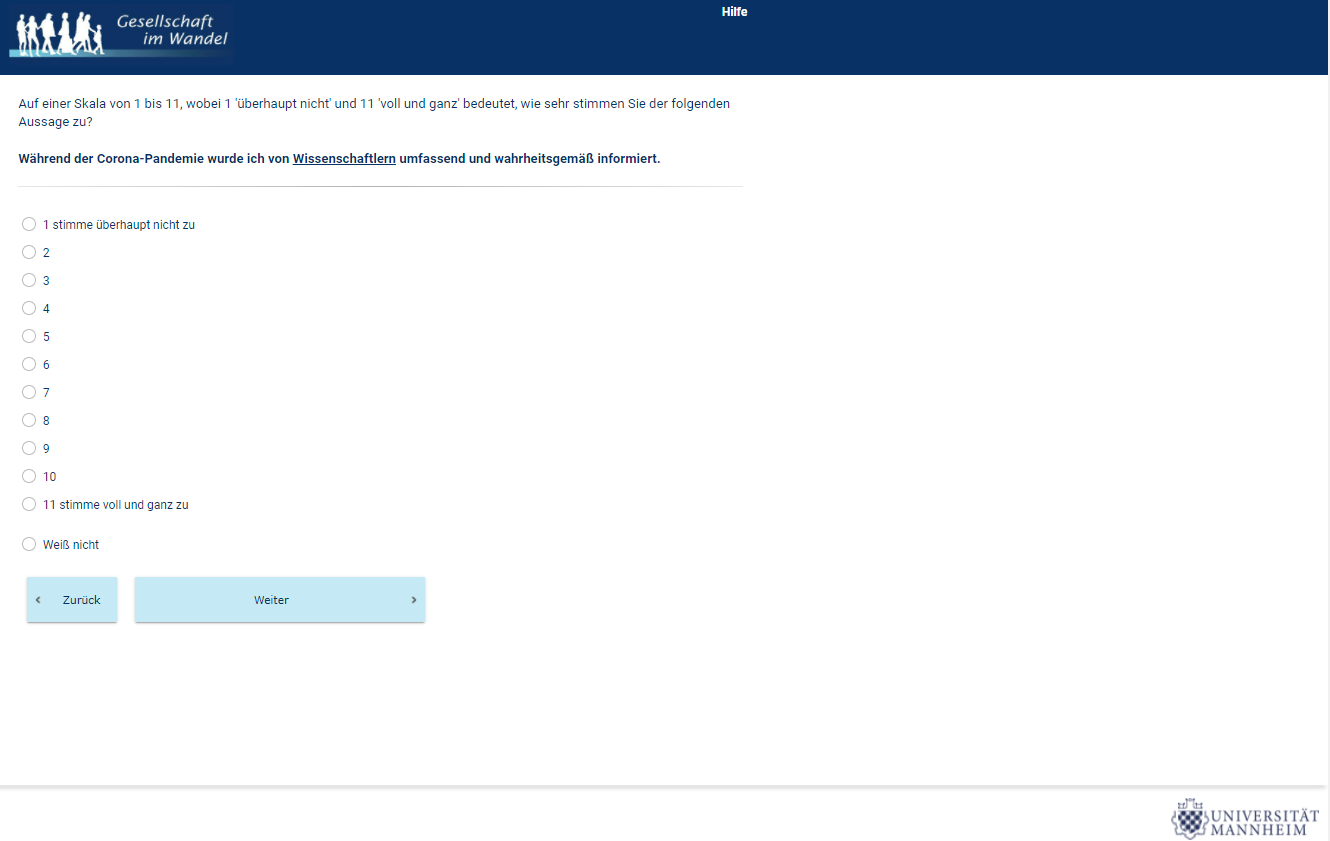 Gesellschaft
im Wandel
Hilfe
Auf einer Skala von 1 bis 11, wobei 1 'überhaupt nicht' und 11 'voll und ganz' bedeutet, wie sehr stimmen Sie der folgenden
Aussage zu?
Während der Corona-Pandemie wurde ich von Wissenschaftlern umfassend und wahrheitsgemäß informiert.
1 stimme überhaupt nicht zu
2
3
4
5
6
7
8
9
10
11 stimme voll und ganz zu
Weiß nicht
Zurück
Weiter
UNIVERSITÄT
MANNHEIM